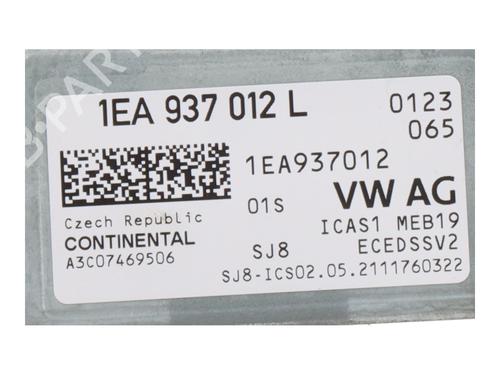 1EA 937 012 L
0123
065
1EA937012
01S
VW AG
Czech Republic
ICAS1 MEB19
CONTINENTAL
SJ8
ECEDSSV2
A3C07469506
SJ8-ICS02.05.2111760322
B-PARTS